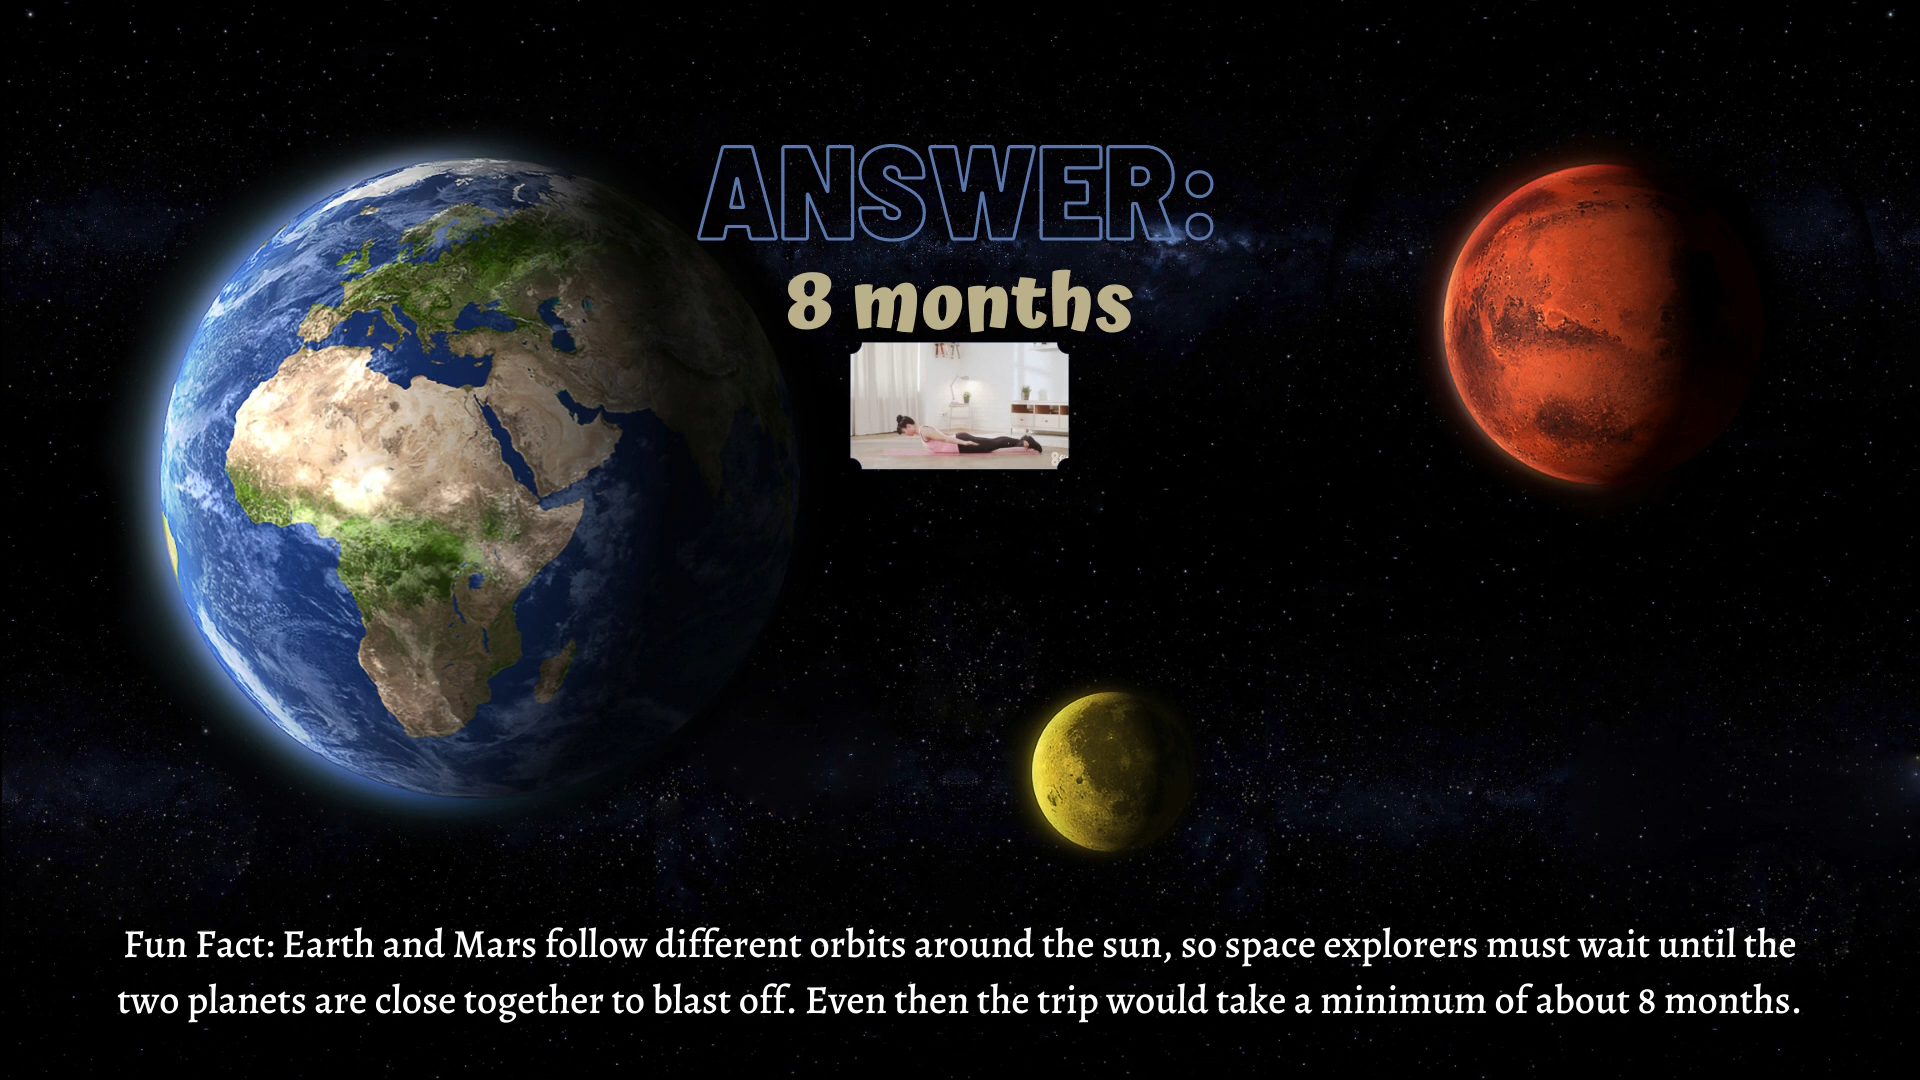 ANSWER:
8 months
Fun Fact: Earth and Mars follow different orbits around the sun, so space explorers must wait until the
two planets are close together to blast off. Even then the trip would take a minimum of about 8 months.